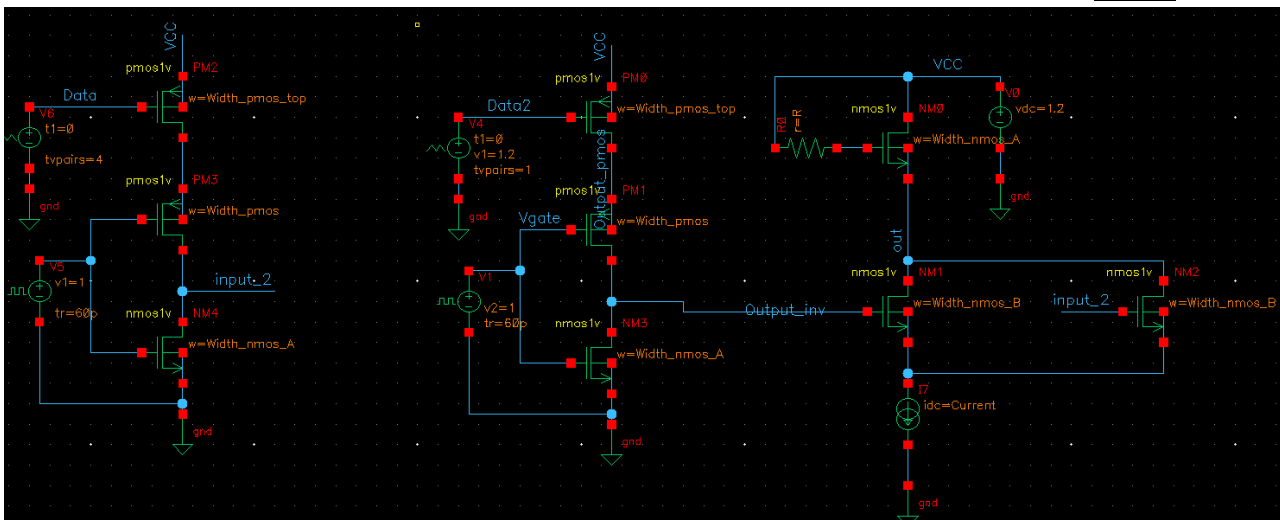 VCC
pmos1v PM2
w=Width_pmos_top
Data
V6
t1=0
tvpairs=4
gnd
pmos1v PM3
w=Width_pmos
V5
v1=1
tr=60p
input_2
nmos1v NM4
w=Width_nmos_A
gnd
VCC
pmos1v PM0
w=Width_pmos_top
Data2
V4
t1=0
v1=1.2
tvpairs=1
gnd
Output_pmos
pmos1v PM1
w=Width_pmos
Vgate
V1
v2=1
tr=60p
Output_inv
nmos1v NM3
w=Width_nmos_A
gnd
VCC
R0
r=R
nmos1v NM0
w=Width_nmos_A
V0
vdc=1.2
gnd
out
nmos1v NM1
w=Width_nmos_B
nmos1v NM2
input_2
w=Width_nmos_B
I7
idc=Current
gnd